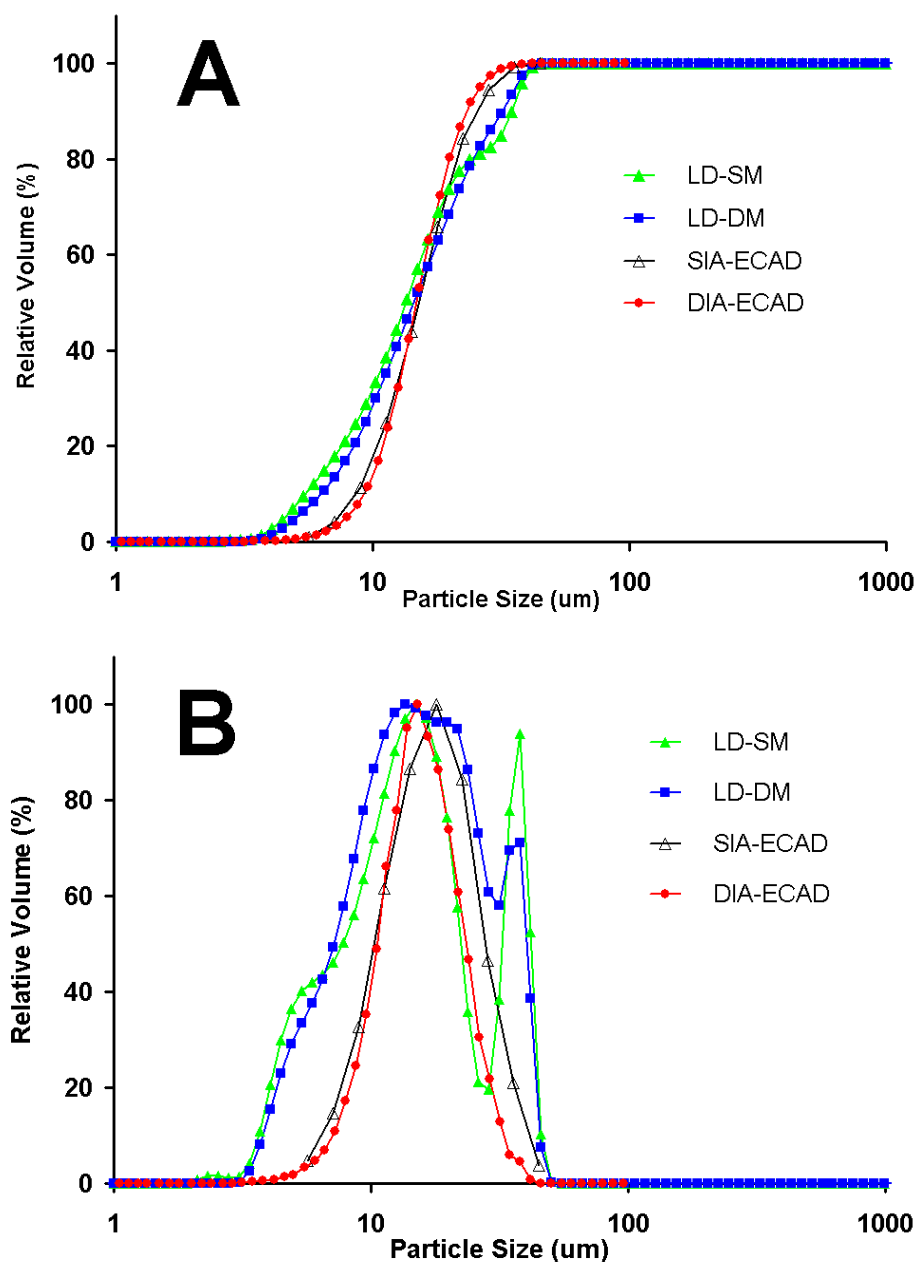 A
100
80
60
40
20
0
Relative Volume (%)
LD-SM
LD-DM
SIA-ECAD
DIA-ECAD
1
10
100
1000
Particle Size (um)
B
100
80
60
40
20
0
Relative Volume (%)
LD-SM
LD-DM
SIA-ECAD
DIA-ECAD
1
10
100
1000
Particle Size (um)